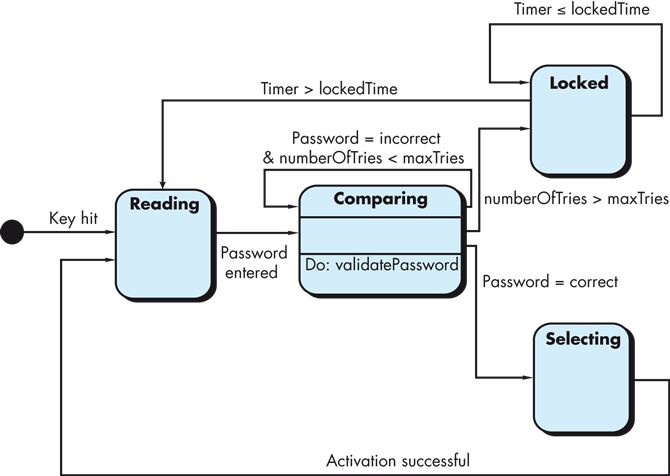 Timer ≤ lockedTime
Locked
Timer > lockedTime
Password = incorrect
& numberOfTries < maxTries
Reading
Comparing
numberOfTries > maxTries
Key hit
Password
entered
Do: validatePassword
Password = correct
Selecting
Activation successful